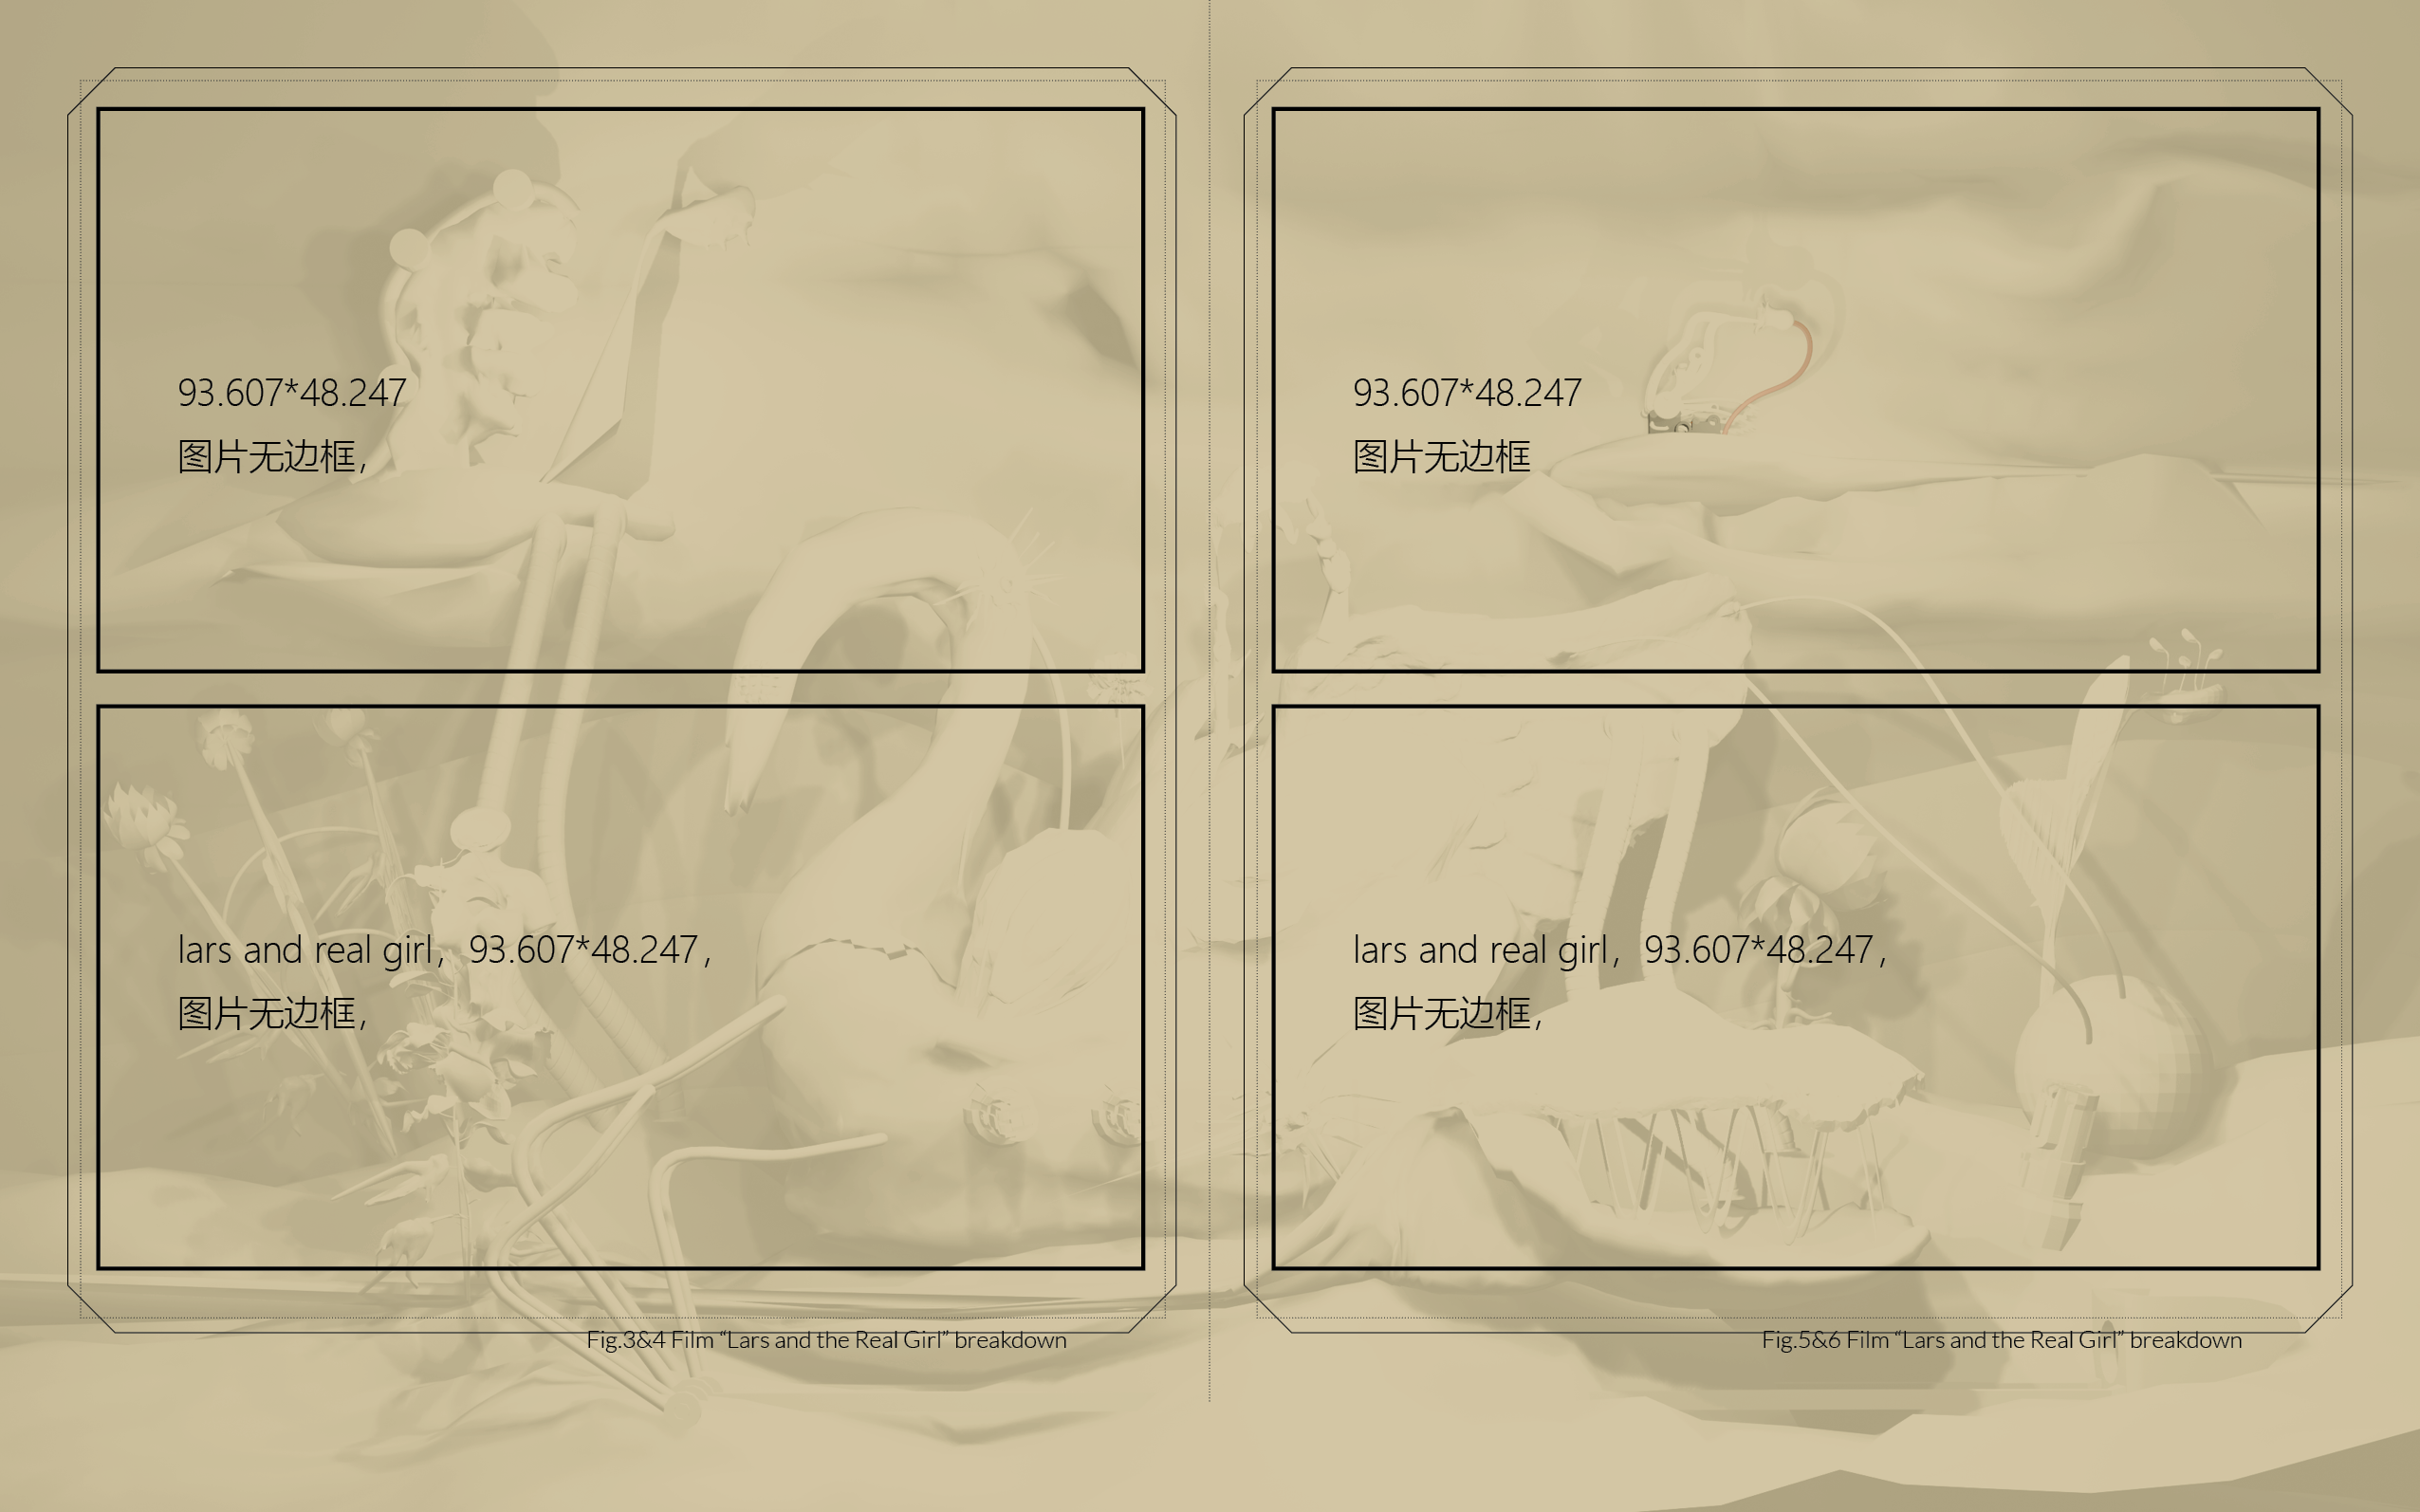 93.607*48.247
图片无边框，
lars and real girl，93.607*48.247，
图片无边框，
Fig.3&4 Film “Lars and the Real Girl” breakdown
93.607*48.247
图片无边框
lars and real girl，93.607*48.247，
图片无边框，
Fig.5&6 Film “Lars and the Real Girl” breakdown